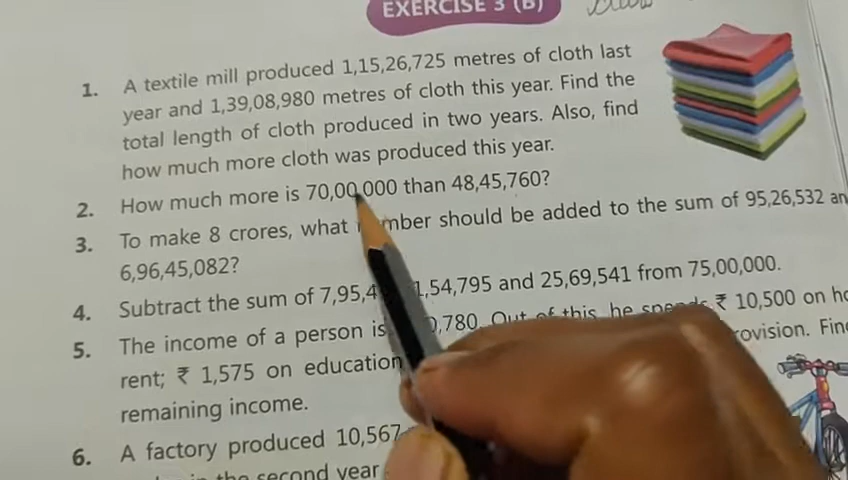 EXERCISE 3 (B)
1. A textile mill produced 1,15,26,725 metres of cloth last
year and 1,39,08,980 metres of cloth this year. Find the
total length of cloth produced in two years. Also, find
how much more cloth was produced this year.
2. How much more is 70,00,000 than 48,45,760?
3. To make 8 crores, what number should be added to the sum of 95,26,532 an
6,96,45,082?
4. Subtract the sum of 7,95,4 1,54,795 and 25,69,541 from 75,00,000.
5. The income of a person is 0,780. Out of this, he spends ₹ 10,500 on ho
rent; ₹ 1,575 on education rovision. Fin
remaining income.
6. A factory produced 10,567
in the second year